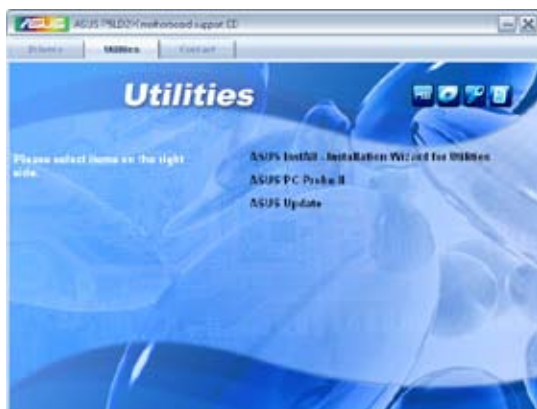 ASUS ASUS P5LD2-X motherboard support CD
Drivers Utilities Contact
Utilities
Please select items on the right
side.
ASUS InstAll - Installation Wizard for Utilities
ASUS PC Probe II
ASUS Update